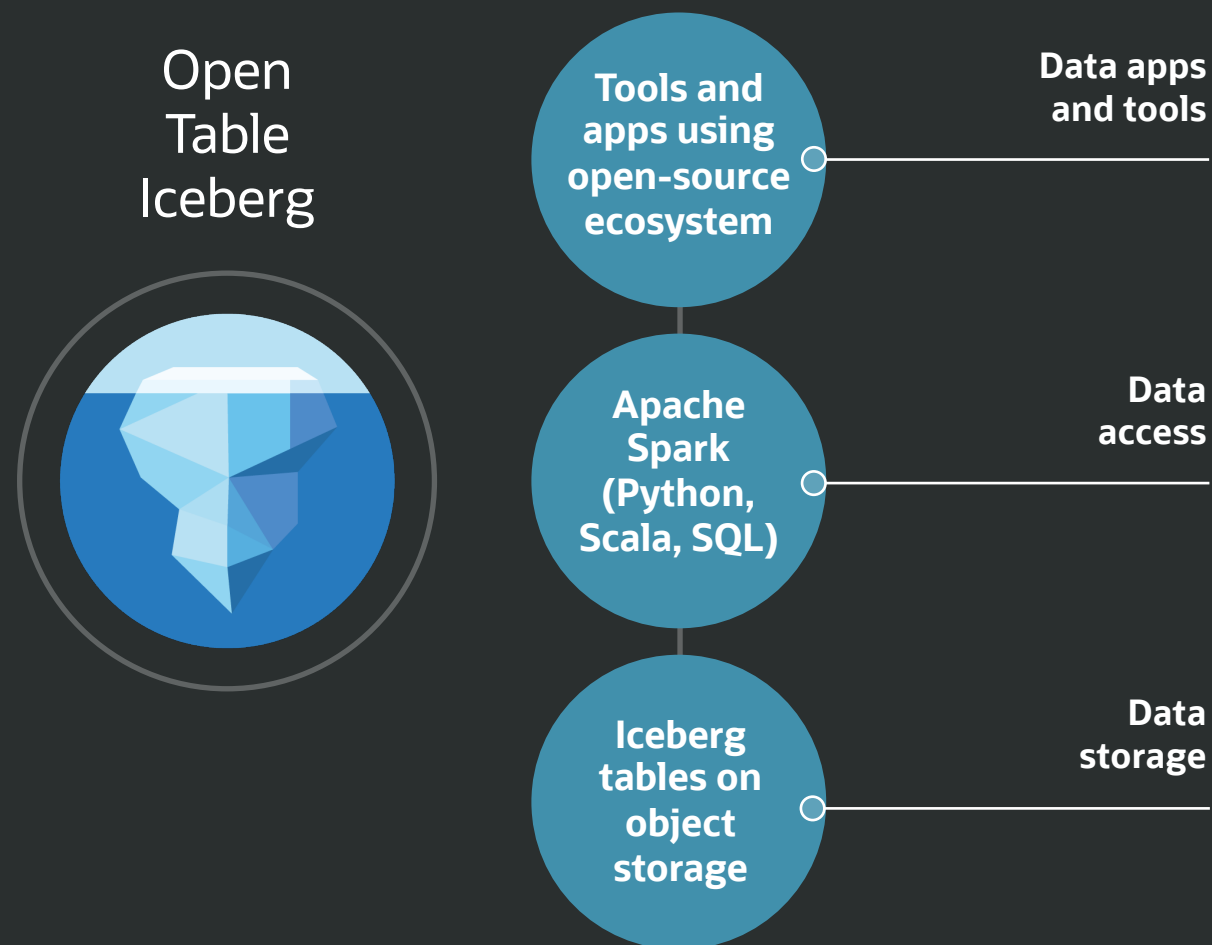 Open
Table
Iceberg
Tools and
apps using
open-source
ecosystem
Data apps
and tools
Apache
Spark
(Python,
Scala, SQL)
Data
access
Iceberg
tables on
object
storage
Data
storage